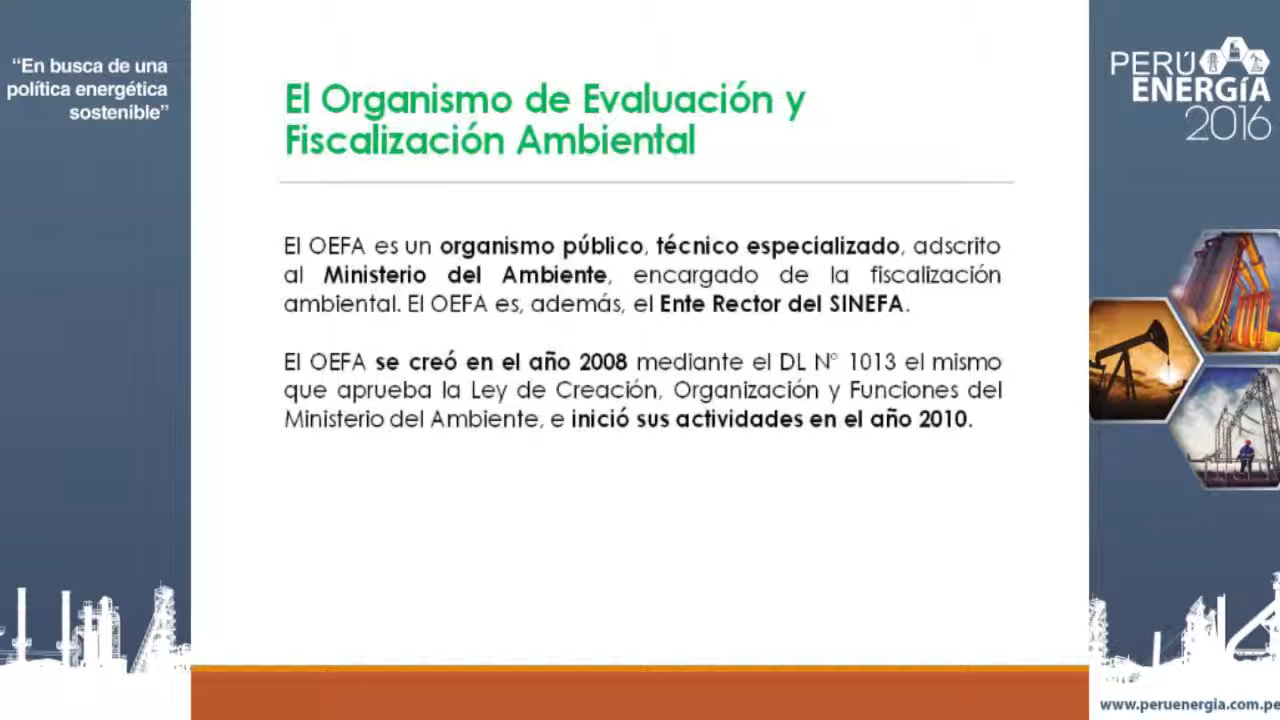 “En busca de una
política energética
sostenible”
PERÚ
ENERGÍA
2016
El Organismo de Evaluación y
Fiscalización Ambiental
El OEFA es un organismo público, técnico especializado, adscrito
al Ministerio del Ambiente, encargado de la fiscalización
ambiental. El OEFA es, además, el Ente Rector del SINEFA.
El OEFA se creó en el año 2008 mediante el DL N° 1013 el mismo
que aprueba la Ley de Creación, Organización y Funciones del
Ministerio del Ambiente, e inició sus actividades en el año 2010.
www.peruenergia.com.pe